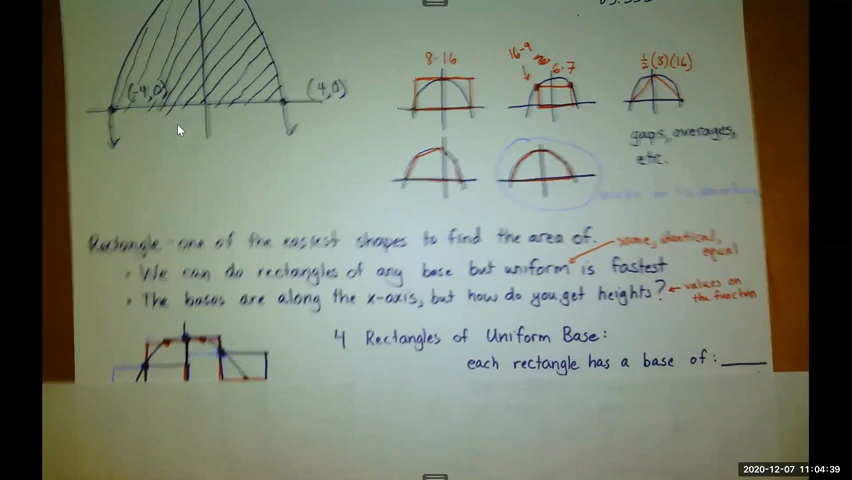 (-4,0)
(4,0)
8·16
16-9
6·7
½(8)(16)
gaps, averages,
etc.
Rectangle one of the easiest shapes to find the area of.
same, identical,
equal
• We can do rectangles of any base but uniform is fastest
• The bases are along the x-axis, but how do you get heights?
values on
the function
4 Rectangles of Uniform Base:
each rectangle has a base of:
2020-12-07 11:04:39